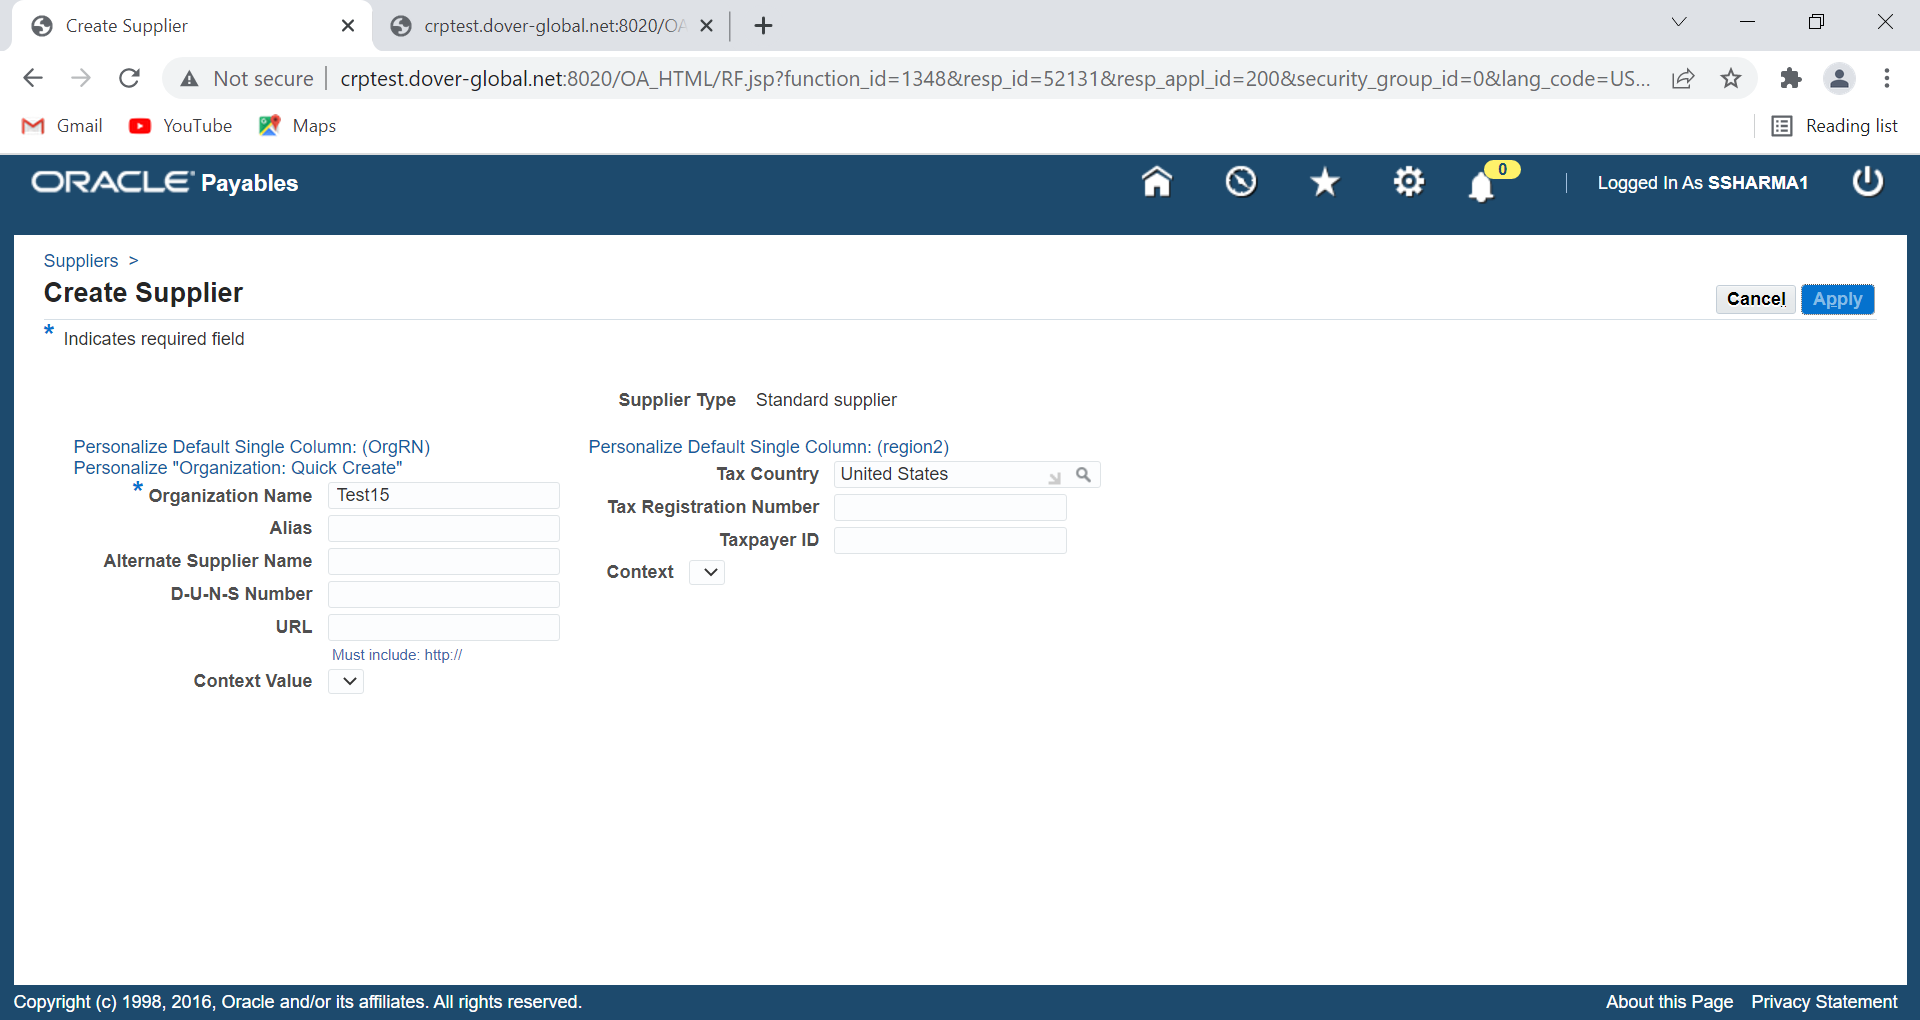 Create Supplier
crptest.dover-global.net:8020/OA
Not secure
crptest.dover-global.net:8020/OA_HTML/RF.jsp?function_id=1348&resp_id=52131&resp_appl_id=200&security_group_id=0&lang_code=US...
Gmail
YouTube
Maps
Reading list
ORACLE Payables
0
Logged In As SSHARMA1
Suppliers >
Create Supplier
Cancel
Apply
* Indicates required field
Supplier Type Standard supplier
Personalize Default Single Column: (OrgRN)
Personalize "Organization: Quick Create"
* Organization Name Test15
Alias
Alternate Supplier Name
D-U-N-S Number
URL
Must include: http://
Context Value
Personalize Default Single Column: (region2)
Tax Country United States
Tax Registration Number
Taxpayer ID
Context
Copyright (c) 1998, 2016, Oracle and/or its affiliates. All rights reserved.
About this Page
Privacy Statement